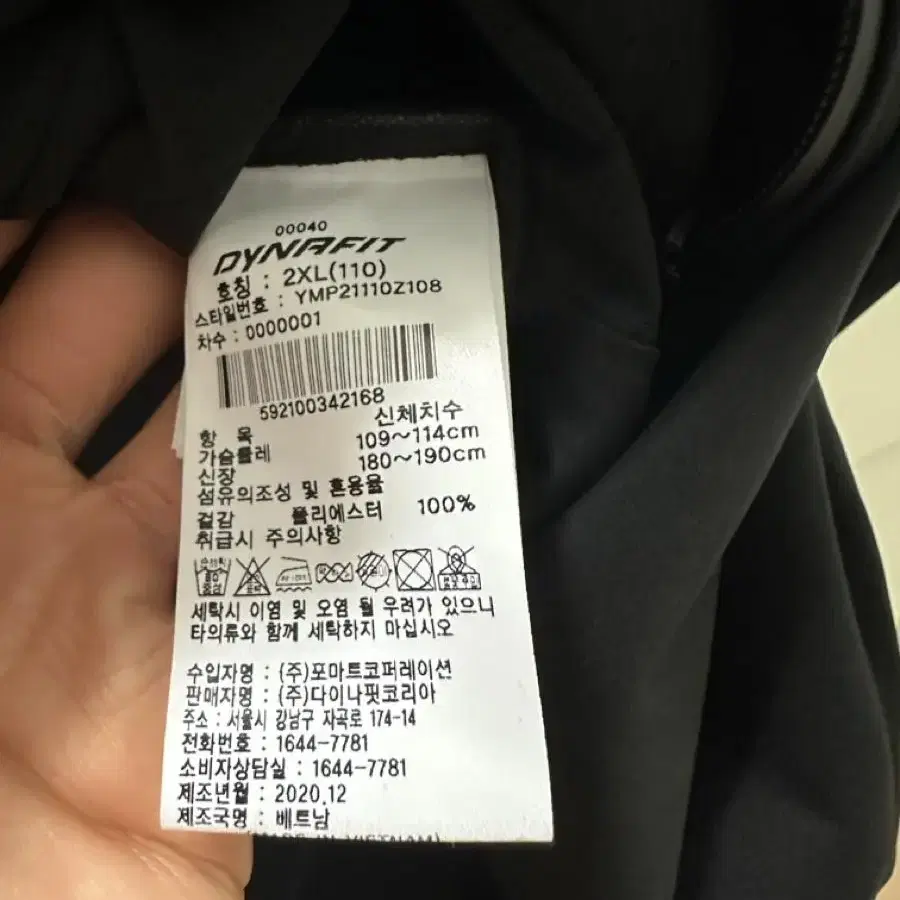 00040
DYNAFIT
호칭 : 2XL(110)
스타일번호 : YMP21110Z108
차수 : 0000001
592100342168
항 목 신체치수
가슴둘레 109~114cm
신장 180~190cm
섬유의조성 및 혼용율
겉감 폴리에스터 100%
취급시 주의사항
세탁시 이염 및 오염 될 우려가 있으니
타의류와 함께 세탁하지 마십시오
수입자명 : (주)포마트코퍼레이션
판매자명 : (주)다이나핏코리아
주소 : 서울시 강남구 자곡로 174-14
전화번호 : 1644-7781
소비자상담실 : 1644-7781
제조년월 : 2020.12
제조국명 : 베트남